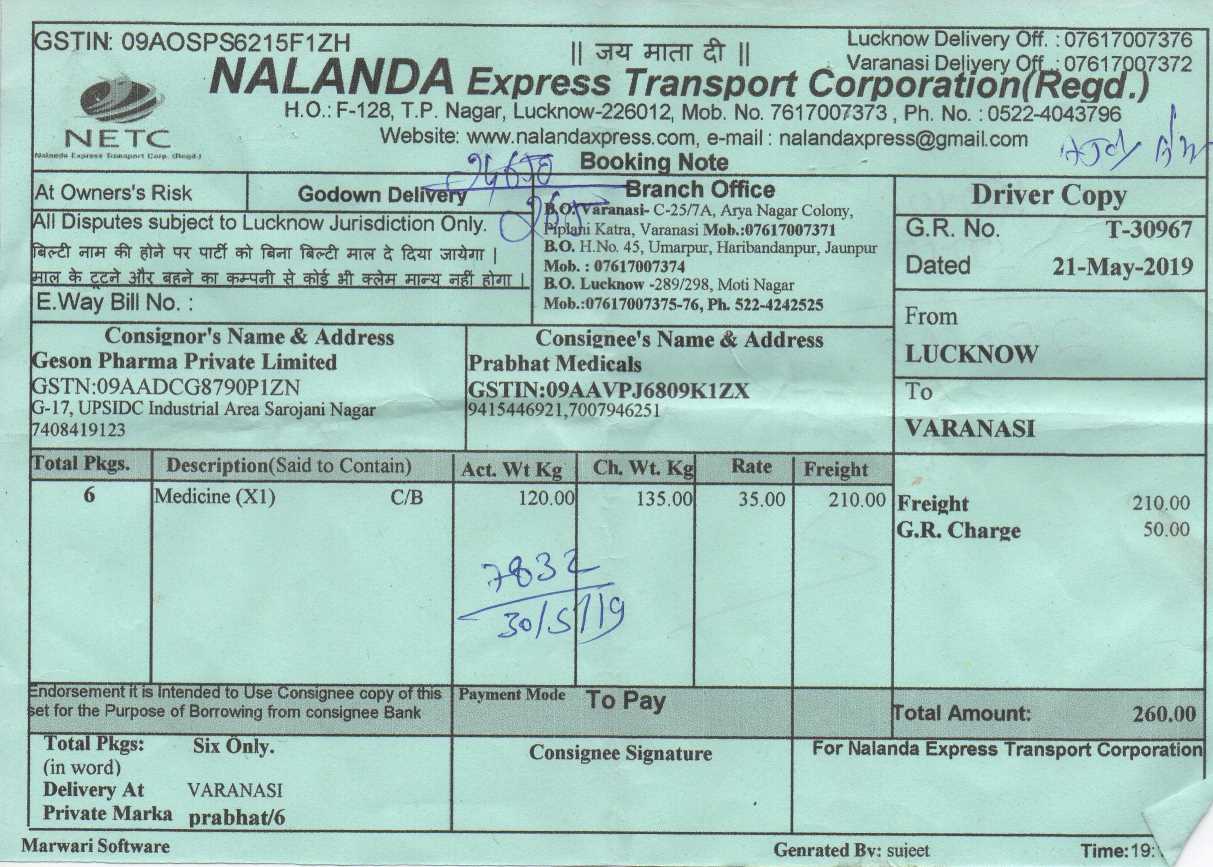 GSTIN: 09AOSPS6215F1ZH
|| जय माता दी ||
Lucknow Delivery Off. : 07617007376
Varanasi Delivery Off. : 07617007372
NALANDA Express Transport Corporation(Regd.)
H.O.: F-128, T.P. Nagar, Lucknow-226012, Mob. No. 7617007373 , Ph. No. : 0522-4043796
NETC
Nalanda Express Transport Corp. (Regd.)
Website: www.nalandaxpress.com, e-mail : nalandaxpress@gmail.com
Booking Note
At Owners's Risk
Godown Delivery
All Disputes subject to Lucknow Jurisdiction Only.
बिल्टी नाम की होने पर पार्टी को बिना बिल्टी माल दे दिया जायेगा |
माल के टूटने और बहने का कम्पनी से कोई भी क्लेम मान्य नहीं होगा |
E.Way Bill No. :
Branch Office
B.O. Varanasi- C-25/7A, Arya Nagar Colony,
Piplani Katra, Varanasi Mob.:07617007371
B.O. H.No. 45, Umarpur, Haribandanpur, Jaunpur
Mob. : 07617007374
B.O. Lucknow -289/298, Moti Nagar
Mob.:07617007375-76, Ph. 522-4242525
Driver Copy
G.R. No. T-30967
Dated 21-May-2019
From
LUCKNOW
To
VARANASI
Consignor's Name & Address
Geson Pharma Private Limited
GSTN:09AADCG8790P1ZN
G-17, UPSIDC Industrial Area Sarojani Nagar
7408419123
Consignee's Name & Address
Prabhat Medicals
GSTIN:09AAVPJ6809K1ZX
9415446921,7007946251
Total Pkgs. Description(Said to Contain) Act. Wt Kg Ch. Wt. Kg Rate Freight
6 Medicine (X1) C/B 120.00 135.00 35.00 210.00
Freight 210.00
G.R. Charge 50.00
7832
30/5/19
Endorsement it is Intended to Use Consignee copy of this
set for the Purpose of Borrowing from consignee Bank
Payment Mode To Pay
Total Amount: 260.00
Total Pkgs: Six Only.
(in word)
Delivery At VARANASI
Private Marka prabhat/6
Consignee Signature
For Nalanda Express Transport Corporation
Marwari Software
Genrated By: sujeet
Time:19: